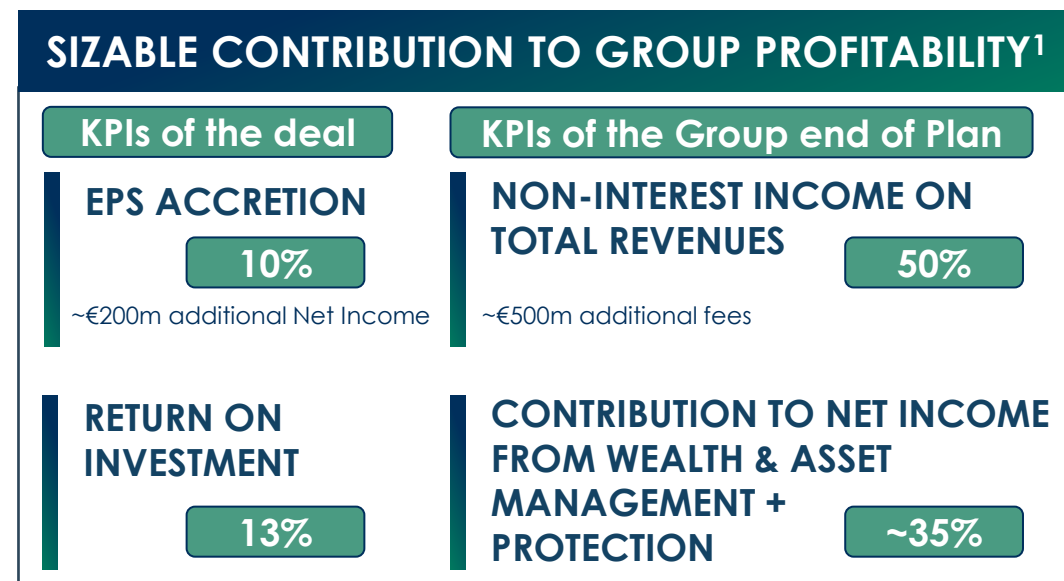 SIZABLE CONTRIBUTION TO GROUP PROFITABILITY¹
KPIs of the deal
EPS ACCRETION
10%
~€200m additional Net Income
RETURN ON
INVESTMENT
13%
KPIs of the Group end of Plan
NON-INTEREST INCOME ON
TOTAL REVENUES
50%
~€500m additional fees
CONTRIBUTION TO NET INCOME
FROM WEALTH & ASSET
MANAGEMENT +
PROTECTION
~35%